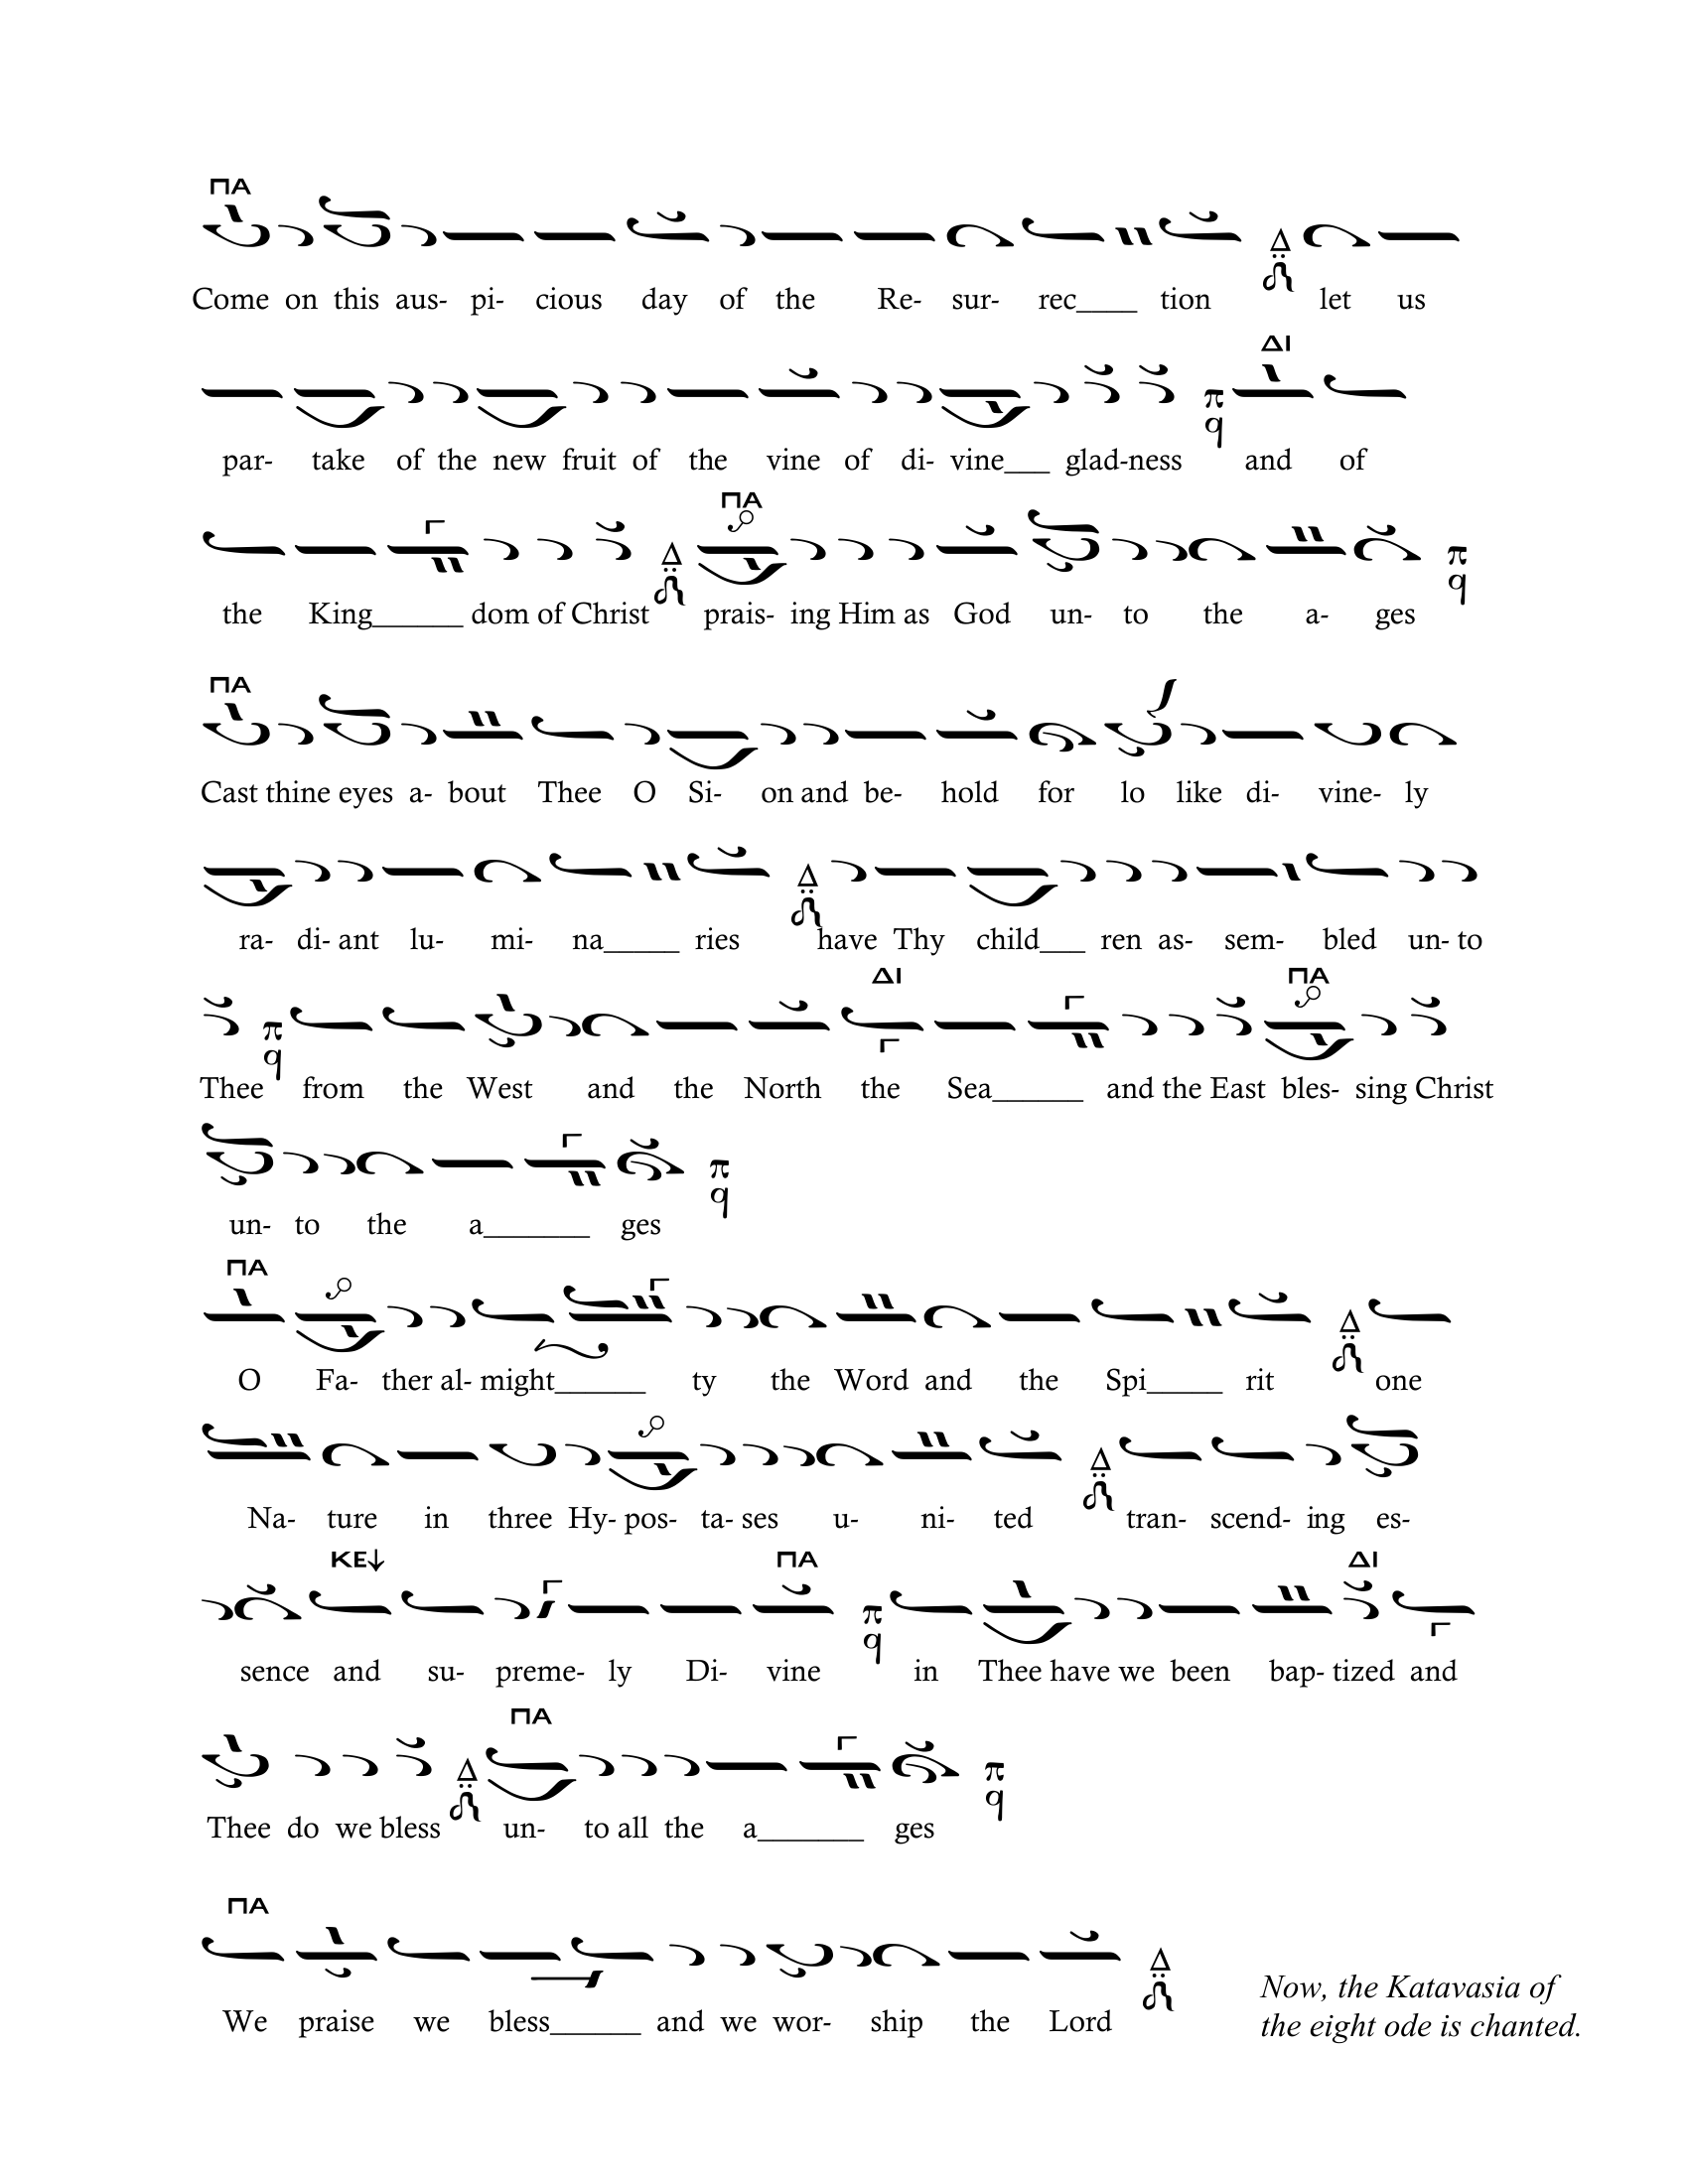 ΠΑ
Come on this aus- pi- cious day of the Re- sur- rec____ tion Δ let us
ΔΙ
par- take of the new fruit of the vine of di- vine___ glad-ness π q and of
ΠΑ
the King______ dom of Christ Δ prais- ing Him as God un- to the a- ges π q
ΠΑ
Cast thine eyes a- bout Thee O Si- on and be- hold for lo like di- vine- ly
ra- di- ant lu- mi- na_____ ries Δ have Thy child___ ren as- sem- bled un- to
ΔΙ ΠΑ
Thee π q from the West and the North the Sea______ and the East bles- sing Christ
un- to the a_______ ges π q
ΠΑ
O Fa- ther al- might______ ty the Word and the Spi_____ rit Δ one
Na- ture in three Hy- pos- ta- ses u- ni- ted Δ tran- scend- ing es-
ΚΕ↓ ΠΑ ΔΙ
sence and su- preme- ly Di- vine π q in Thee have we been bap- tized and
ΠΑ
Thee do we bless Δ un- to all the a_______ ges π q
ΠΑ
We praise we bless______ and we wor- ship the Lord Δ
Now, the Katavasia of
the eight ode is chanted.